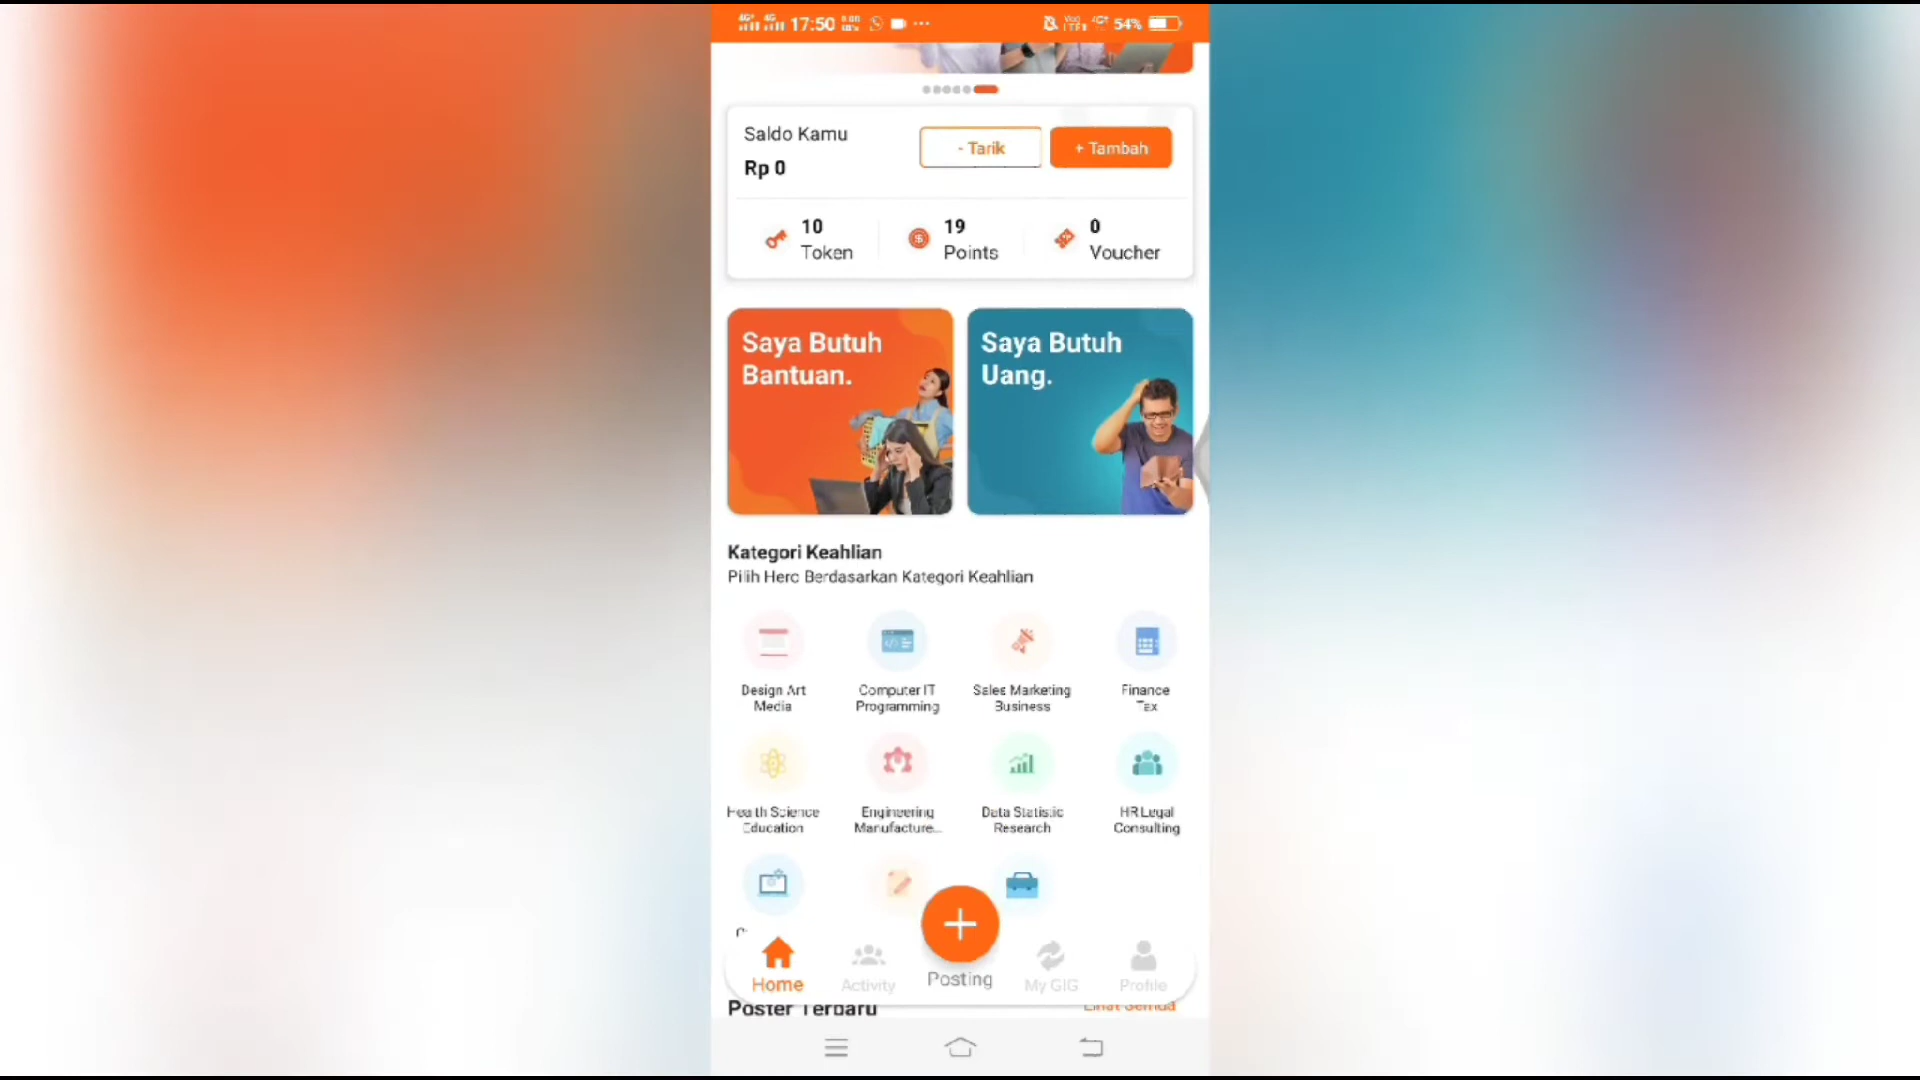 17:50
54%
Saldo Kamu
Rp 0
- Tarik
+ Tambah
10
Token
19
Points
0
Voucher
Saya Butuh
Bantuan.
Saya Butuh
Uang.
Kategori Keahlian
Pilih Hero Berdasarkan Kategori Keahlian
Design Art
Media
Computer IT
Programming
Sales Marketing
Business
Finance
Tax
Health Science
Education
Engineering
Manufacture...
Data Statistic
Research
HR Legal
Consulting
Home
Activity
Posting
My GIG
Profile
Poster Terbaru
Lihat Semua